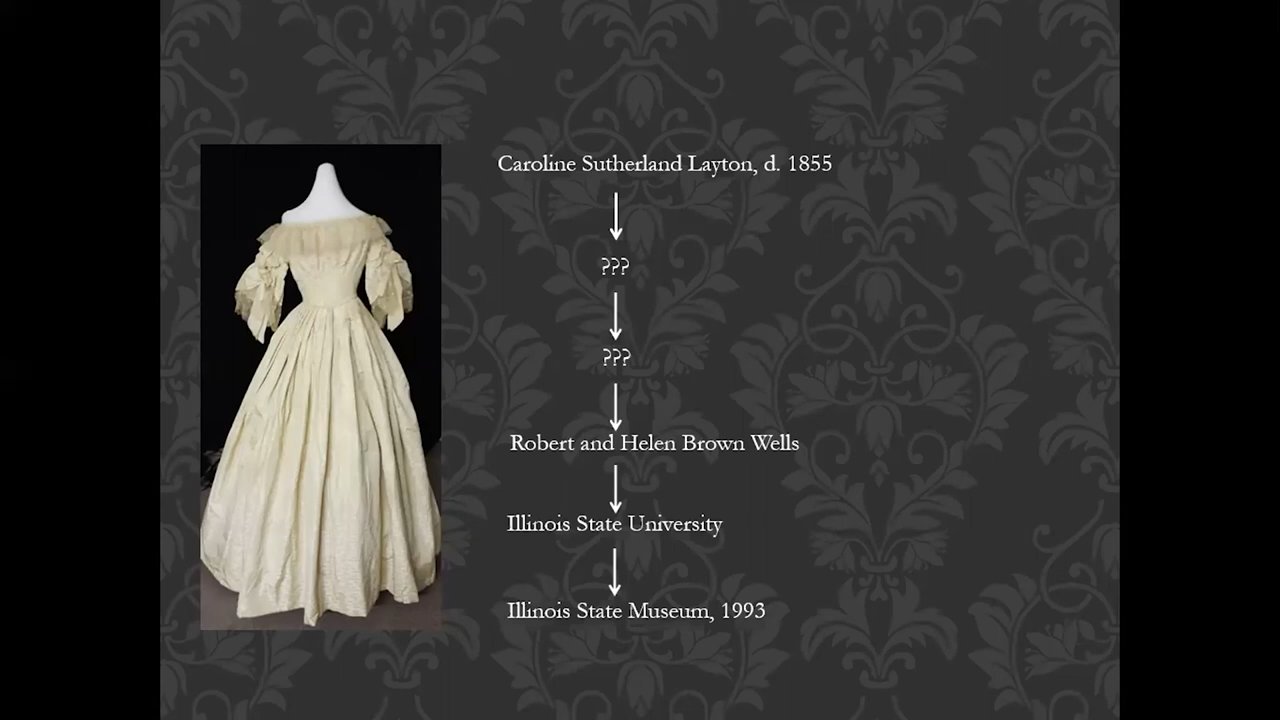 Caroline Sutherland Layton, d. 1855
???
???
Robert and Helen Brown Wells
Illinois State University
Illinois State Museum, 1993